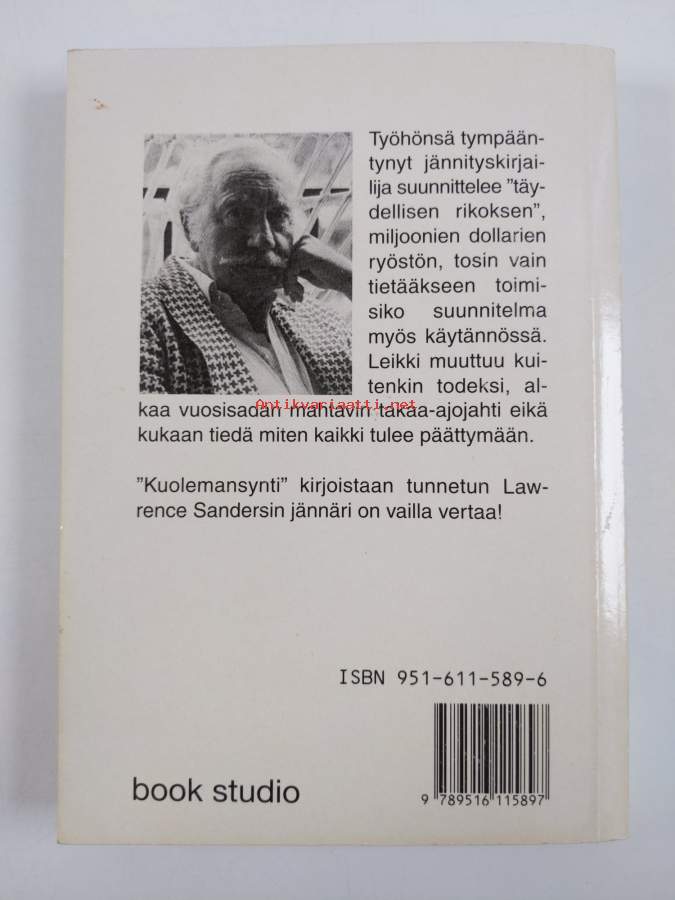 Työhönsä tympään-
tynyt jännityskirjai-
lija suunnittelee ”täy-
dellisen rikoksen”,
miljoonien dollarien
ryöstön, tosin vain
tietääkseen toimi-
siko suunnitelma
myös käytännössä.
Leikki muuttuu kui-
tenkin todeksi, al-
kaa vuosisadan mahtavin takaa-ajojahti eikä
Antikvariaatti.net
kukaan tiedä miten kaikki tulee päättymään.
”Kuolemansynti” kirjoistaan tunnetun Law-
rence Sandersin jännäri on vailla vertaa!
ISBN 951-611-589-6
book studio
9 789516 115897